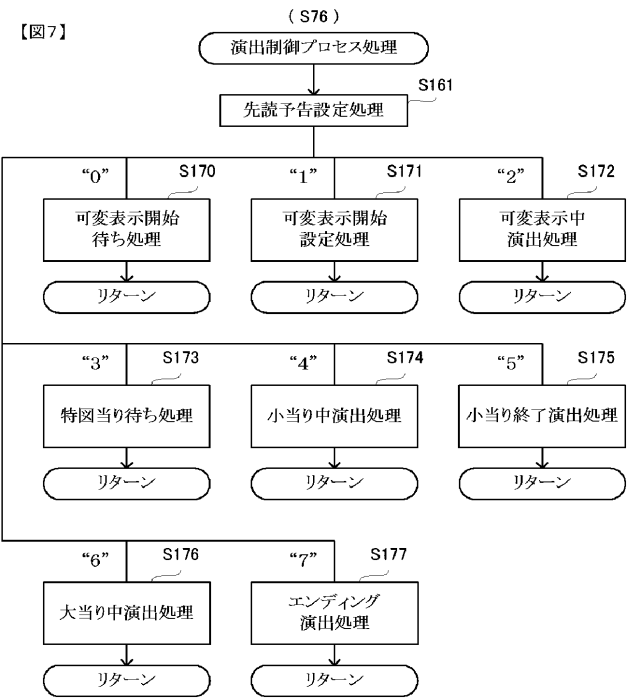 【図7】
(S76)
演出制御プロセス処理
S161
先読予告設定処理
“0”
S170
可変表示開始
待ち処理
リターン
“1”
S171
可変表示開始
設定処理
リターン
“2”
S172
可変表示中
演出処理
リターン
“3”
S173
特図当り待ち処理
リターン
“4”
S174
小当り中演出処理
リターン
“5”
S175
小当り終了演出処理
リターン
“6”
S176
大当り中演出処理
リターン
“7”
S177
エンディング
演出処理
リターン